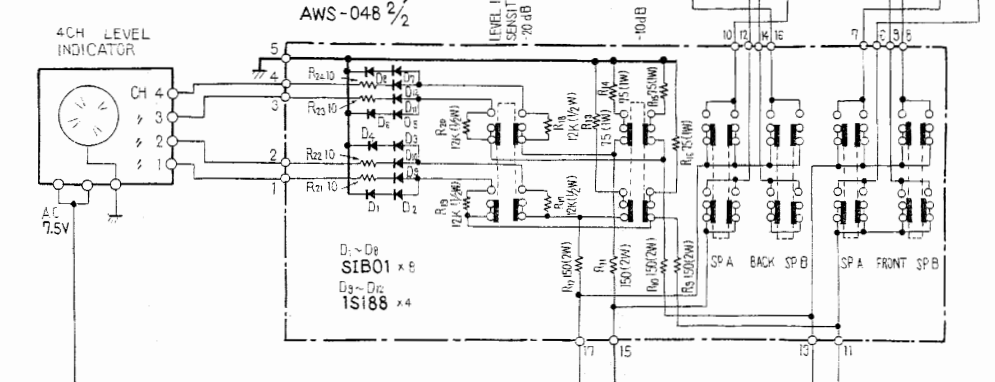 AWS-048 2/2
LEVEL
SENSIT
-20dB
-10dB
4CH LEVEL
INDICATOR
CH 4
〃 3
〃 2
〃 1
AC
7.5V
5
4
3
2
1
R24 10
R23 10
R22 10
R21 10
D8
D7
D11
D6
D5
D4
D3
D9
D1
D2
R20
12K(1/2W)
R18
12K(1/2W)
R19
12K(1/2W)
12K(1/2W)
R13
75(1W)
R14
75(1W)
75(1W)
75(1W)
D1~D8
SIB01 ×8
D9~D12
1S188 ×4
R12 150(2W)
R11
150(2W)
R10 150(2W)
R9 150(2W)
10 12 14 16
7
9 8
SP A BACK SP B
SP A FRONT SP B
17
15
13
11